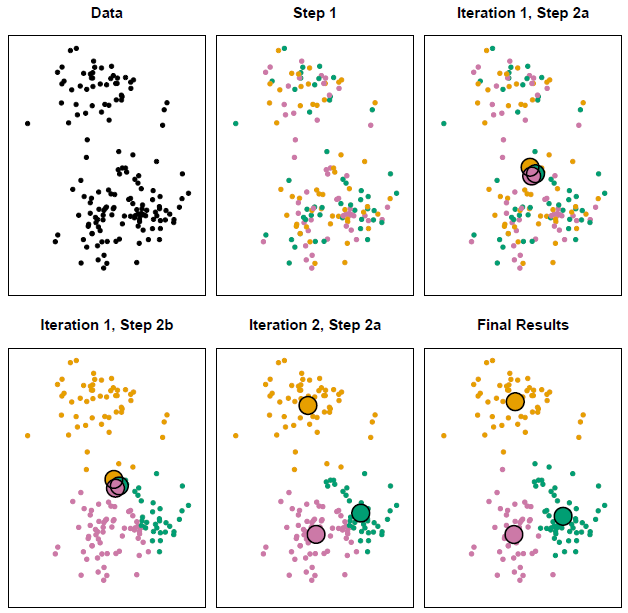 Data
Step 1
Iteration 1, Step 2a
Iteration 1, Step 2b
Iteration 2, Step 2a
Final Results